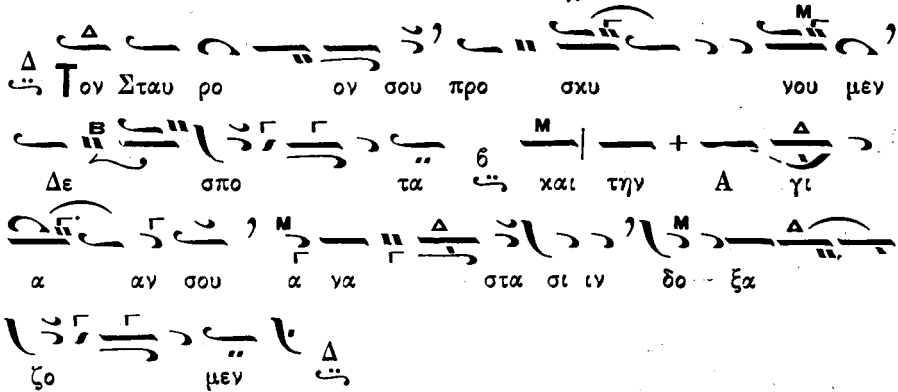 Τον Σταυ ρο ον σου προ σκυ νου μεν
Δε σπο τα και την Α γι
α αν σου α να στα σι ιν δο ξα
ζο μεν